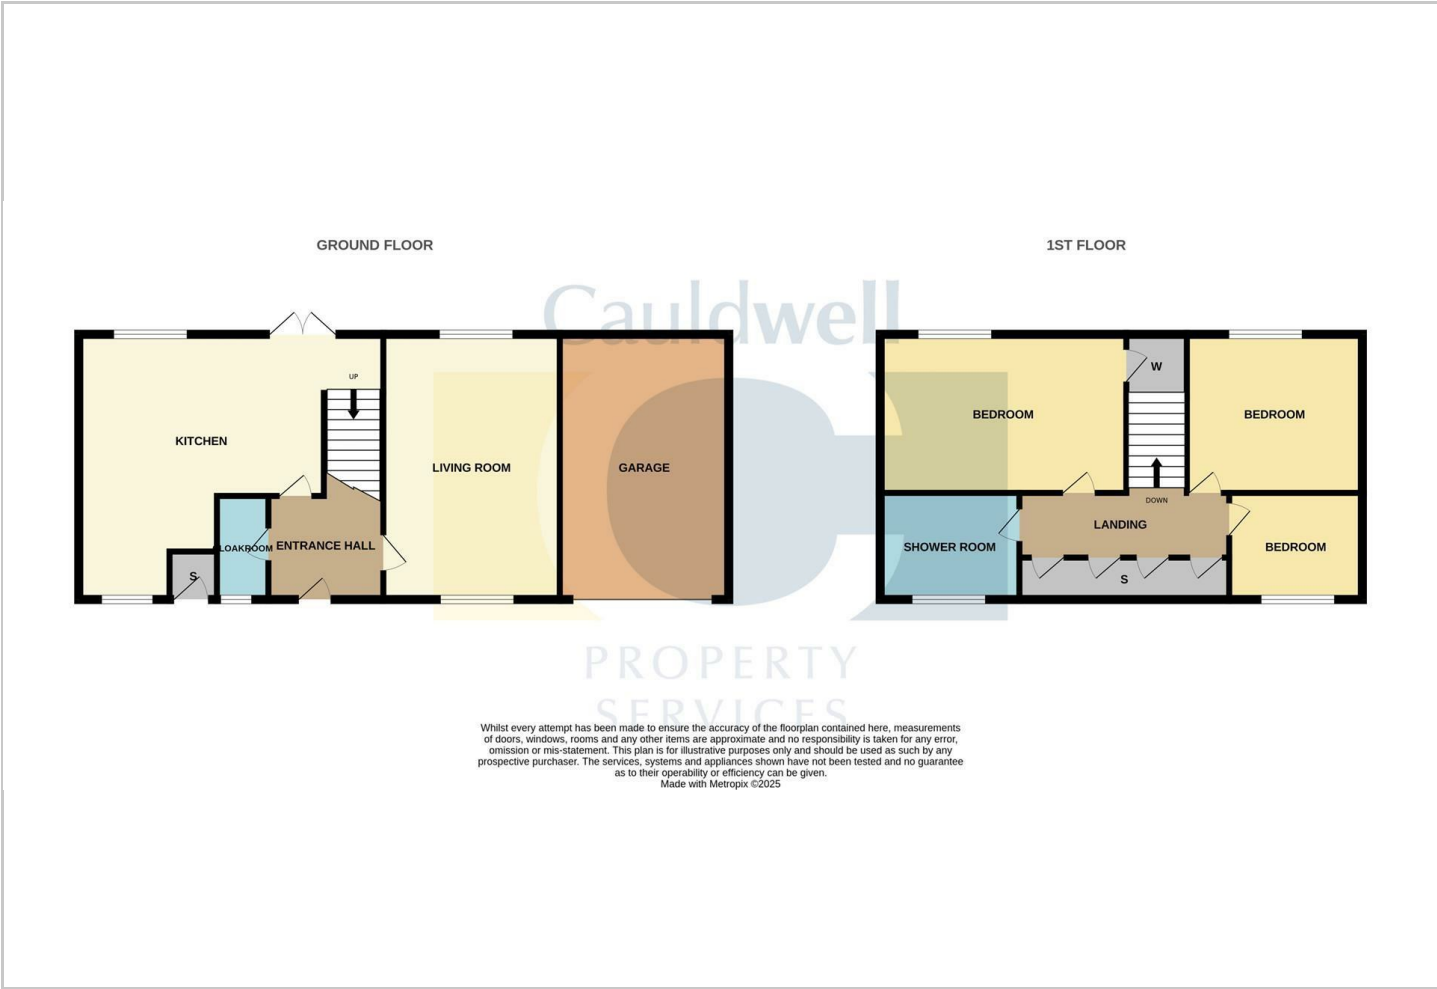 GROUND FLOOR
1ST FLOOR
Cauldwell
UP
W
KITCHEN
LIVING ROOM
GARAGE
BEDROOM
BEDROOM
DOWN
LANDING
LOAKROOM
ENTRANCE HALL
SHOWER ROOM
BEDROOM
S
S
PROPERTY
SERVICES
Whilst every attempt has been made to ensure the accuracy of the floorplan contained here, measurements
of doors, windows, rooms and any other items are approximate and no responsibility is taken for any error,
omission or mis-statement. This plan is for illustrative purposes only and should be used as such by any
prospective purchaser. The services, systems and appliances shown have not been tested and no guarantee
as to their operability or efficiency can be given.
Made with Metropix ©2025